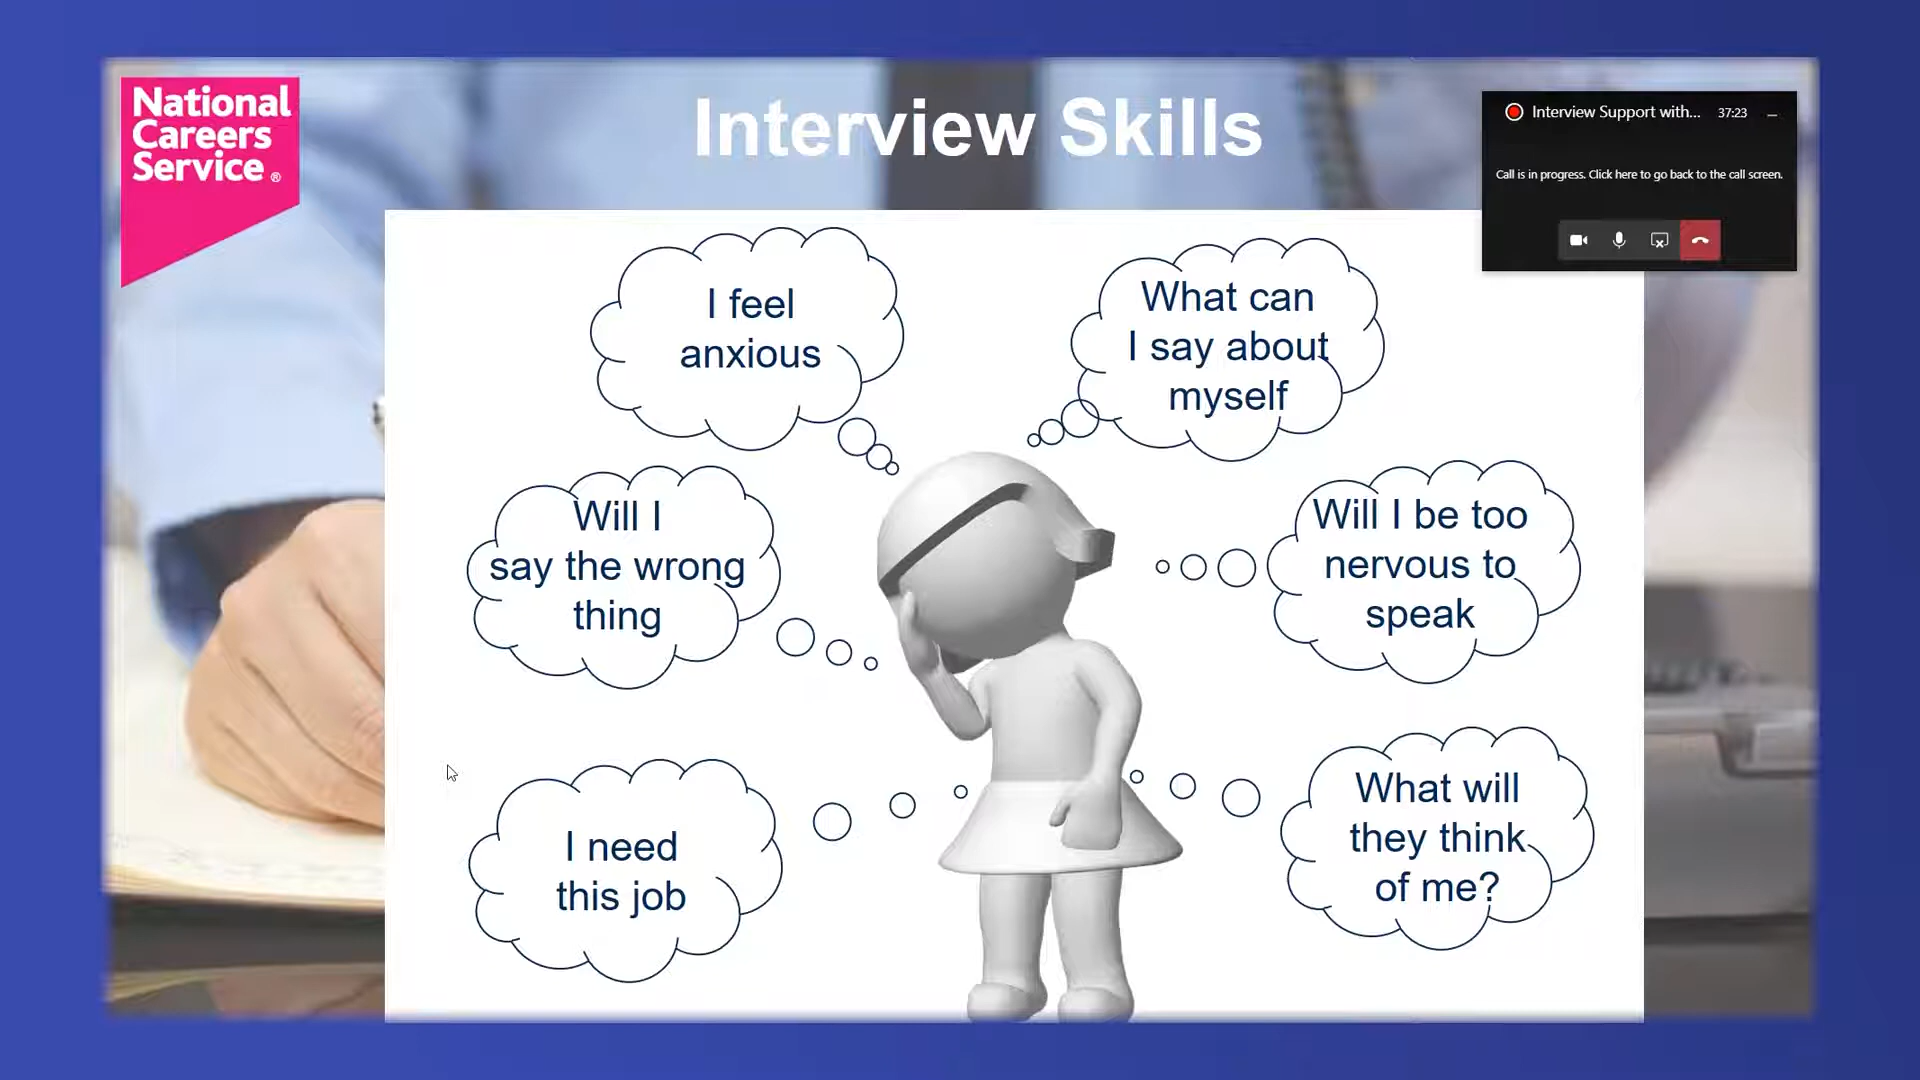 National
Careers
Service ®
Interview Skills
Interview Support with... 37:23
Call is in progress. Click here to go back to the call screen.
I feel
anxious
What can
I say about
myself
Will I
say the wrong
thing
Will I be too
nervous to
speak
I need
this job
What will
they think
of me?